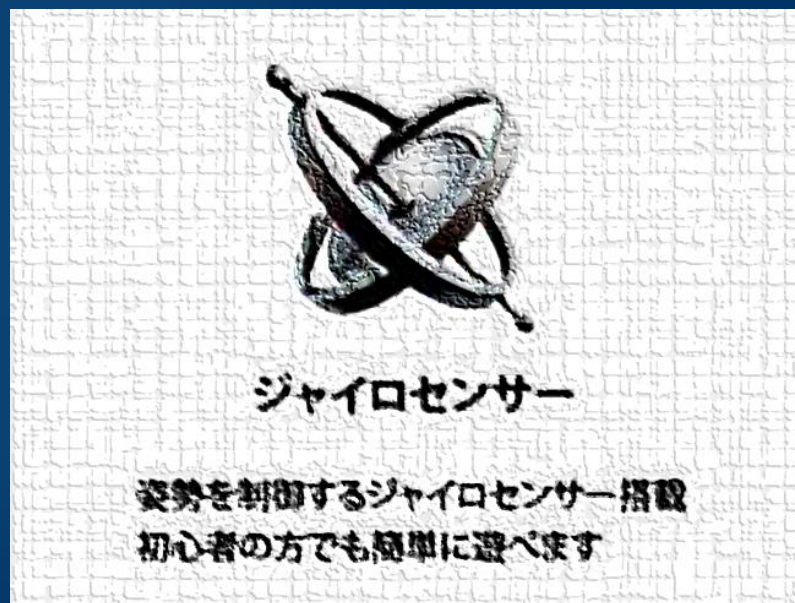 ジャイロセンサー
姿勢を制御するジャイロセンサー搭載
初心者の方でも簡単に遊べます